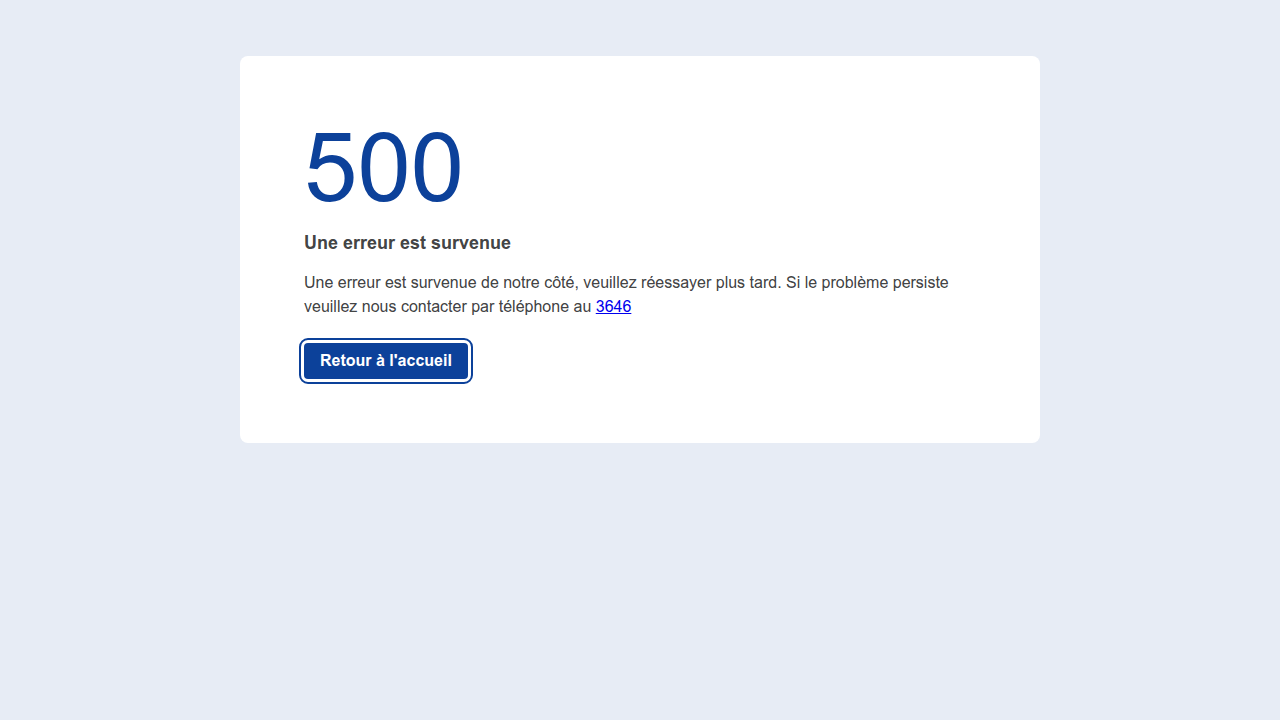 500
Une erreur est survenue
Une erreur est survenue de notre côté, veuillez réessayer plus tard. Si le problème persiste
veuillez nous contacter par téléphone au 3646
Retour à l'accueil